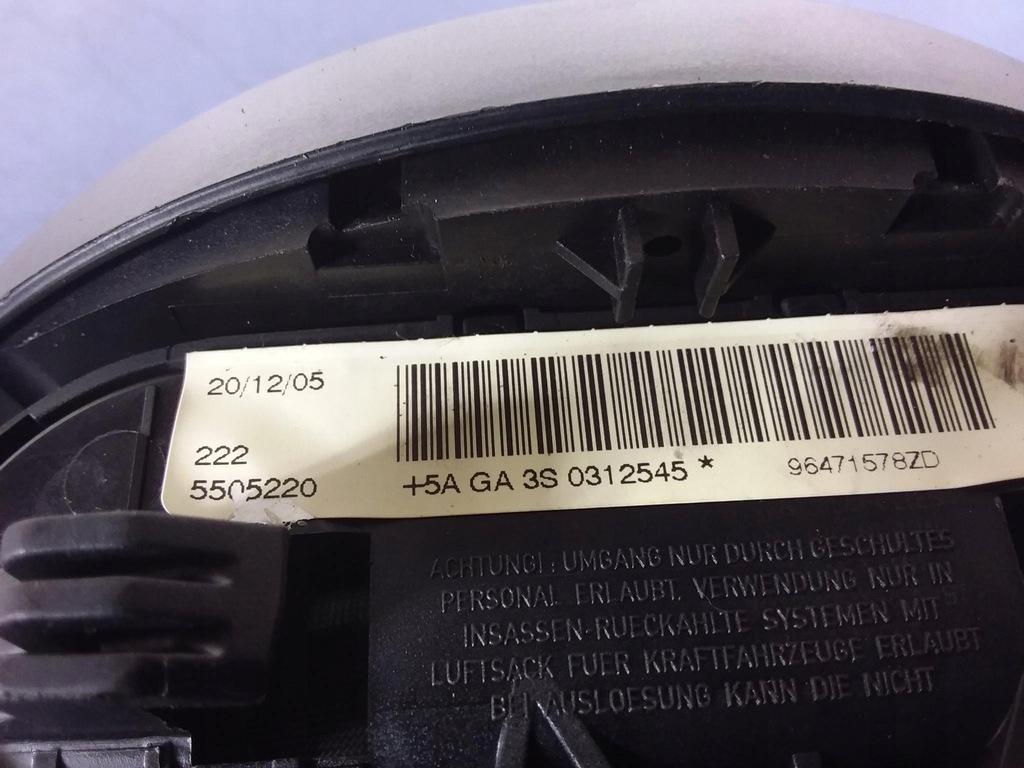 20/12/05
222
5505220
+5A GA 3S 0312545 *
96471578ZD
ACHTUNG! : UMGANG NUR DURCH GESCHULTES
PERSONAL ERLAUBT. VERWENDUNG NUR IN
INSASSEN-RUECKAHLTE SYSTEMEN MIT
LUFTSACK FUER KRAFTFAHRZEUGE ERLAUBT
BEI AUSLOESUNG KANN DIE NICHT